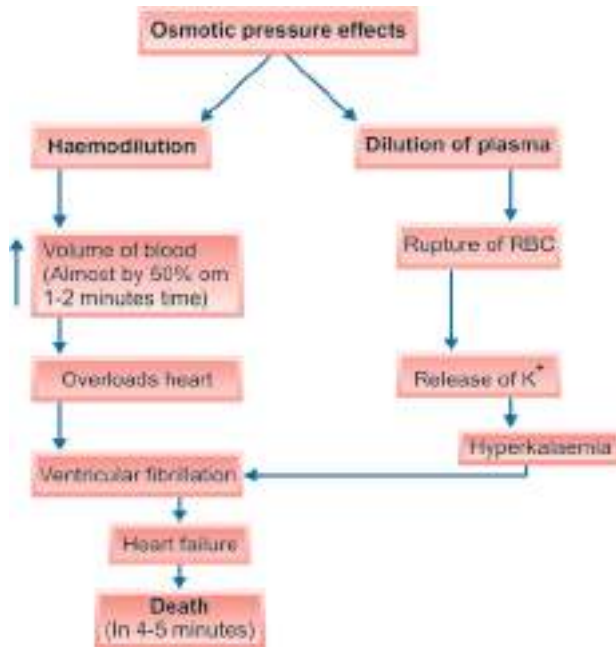 Osmotic pressure effects
Haemodilution
Dilution of plasma
Volume of blood
(Almost by 50% om
1-2 minutes time)
Rupture of RBC
Overloads heart
Release of K+
Hyperkalaemia
Ventricular fibrillation
Heart failure
Death
(In 4-5 minutes)